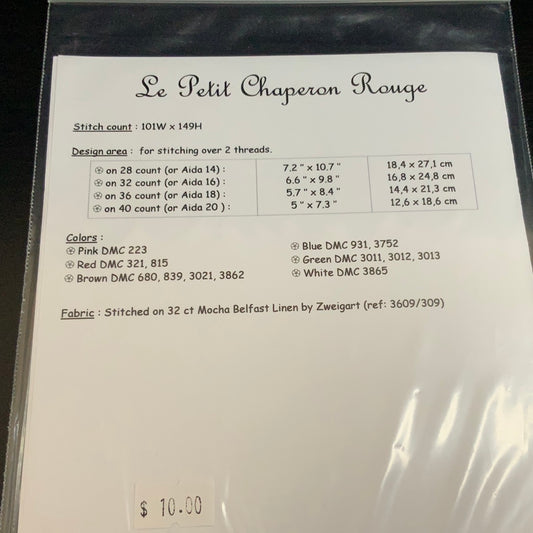 Le Petit Chaperon Rouge
Stitch count : 101W x 149H
Design area : for stitching over 2 threads.
on 28 count (or Aida 14) : 7.2 " x 10.7 " 18,4 x 27,1 cm
on 32 count (or Aida 16) : 6.6 " x 9.8 " 16,8 x 24,8 cm
on 36 count (or Aida 18) : 5.7 " x 8.4 " 14,4 x 21,3 cm
on 40 count (or Aida 20 ) : 5 " x 7.3 " 12,6 x 18,6 cm
Colors :
Pink DMC 223
Red DMC 321, 815
Brown DMC 680, 839, 3021, 3862
Blue DMC 931, 3752
Green DMC 3011, 3012, 3013
White DMC 3865
Fabric : Stitched on 32 ct Mocha Belfast Linen by Zweigart (ref: 3609/309)
$ 10.00